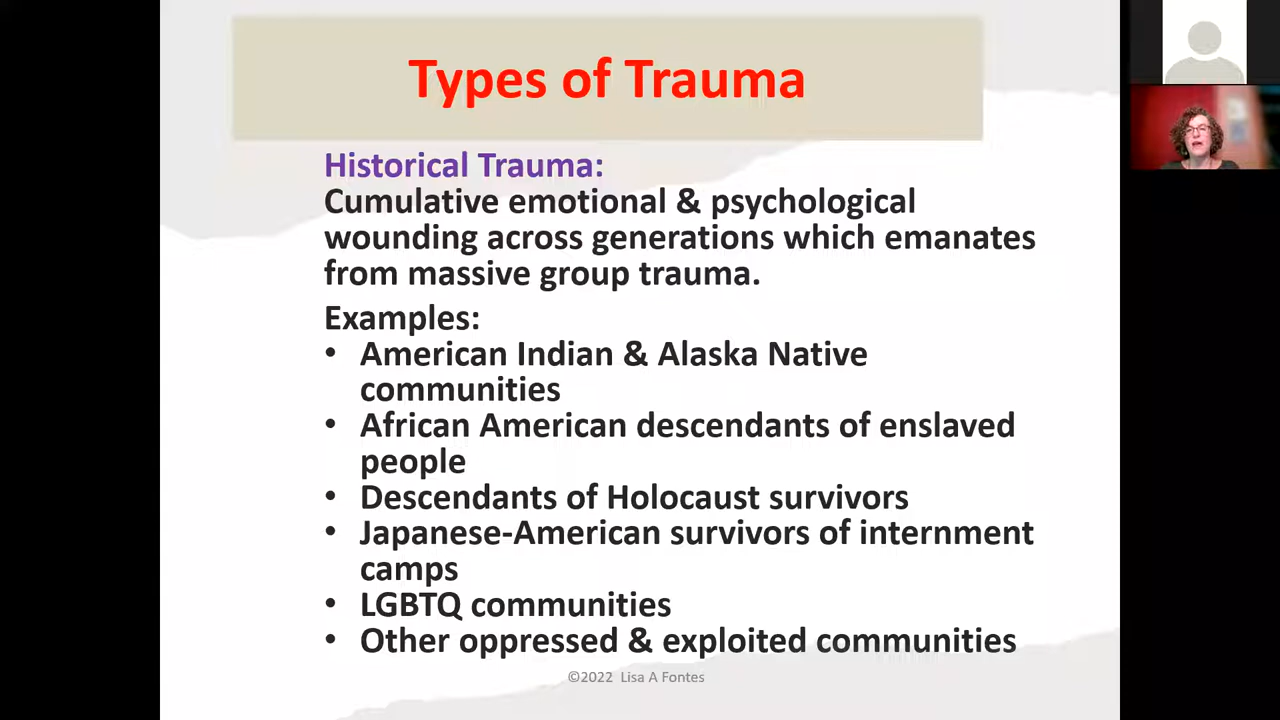 Types of Trauma
Historical Trauma:
Cumulative emotional & psychological
wounding across generations which emanates
from massive group trauma.
Examples:
• American Indian & Alaska Native
communities
• African American descendants of enslaved
people
• Descendants of Holocaust survivors
• Japanese-American survivors of internment
camps
• LGBTQ communities
• Other oppressed & exploited communities
©2022 Lisa A Fontes